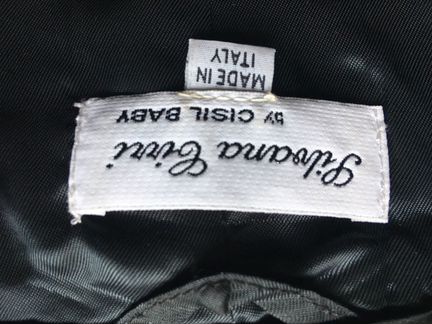 Silvana Cirri
by CISIL BABY
MADE IN
ITALY